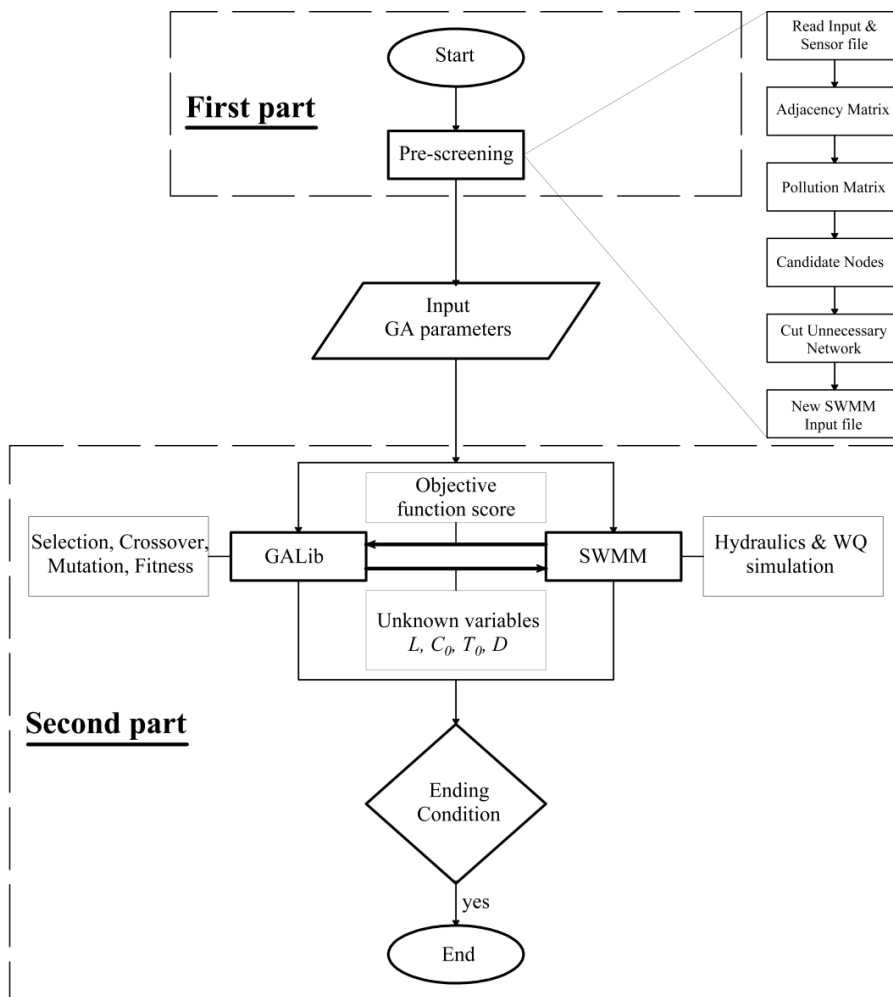 Start
First part
Pre-screening
Read Input &
Sensor file
Adjacency Matrix
Pollution Matrix
Candidate Nodes
Cut Unnecessary
Network
New SWMM
Input file
Input
GA parameters
Objective
function score
Selection, Crossover,
Mutation, Fitness
GALib
SWMM
Hydraulics & WQ
simulation
Unknown variables
L, C0, T0, D
Second part
Ending
Condition
yes
End